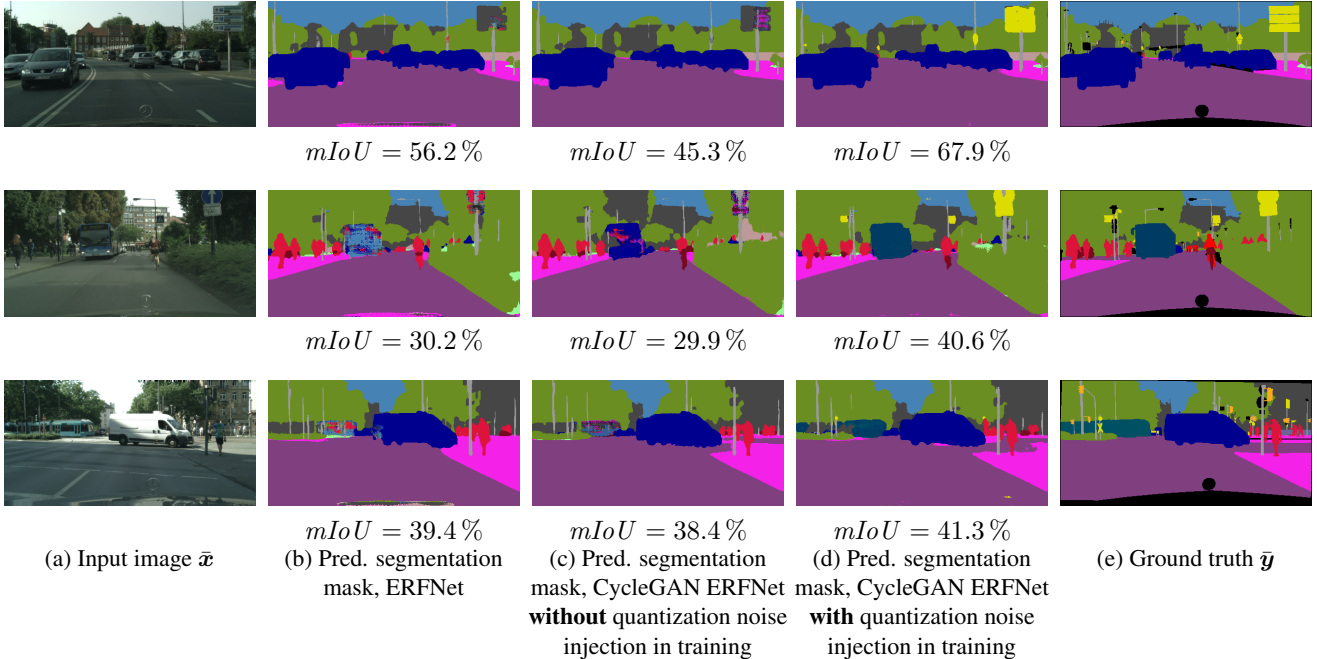 mIoU = 56.2 % mIoU = 45.3 % mIoU = 67.9 %
mIoU = 30.2 % mIoU = 29.9 % mIoU = 40.6 %
mIoU = 39.4 % mIoU = 38.4 % mIoU = 41.3 %
(a) Input image x̄
(b) Pred. segmentation
mask, ERFNet
(c) Pred. segmentation
mask, CycleGAN ERFNet
without quantization noise
injection in training
(d) Pred. segmentation
mask, CycleGAN ERFNet
with quantization noise
injection in training
(e) Ground truth ȳ